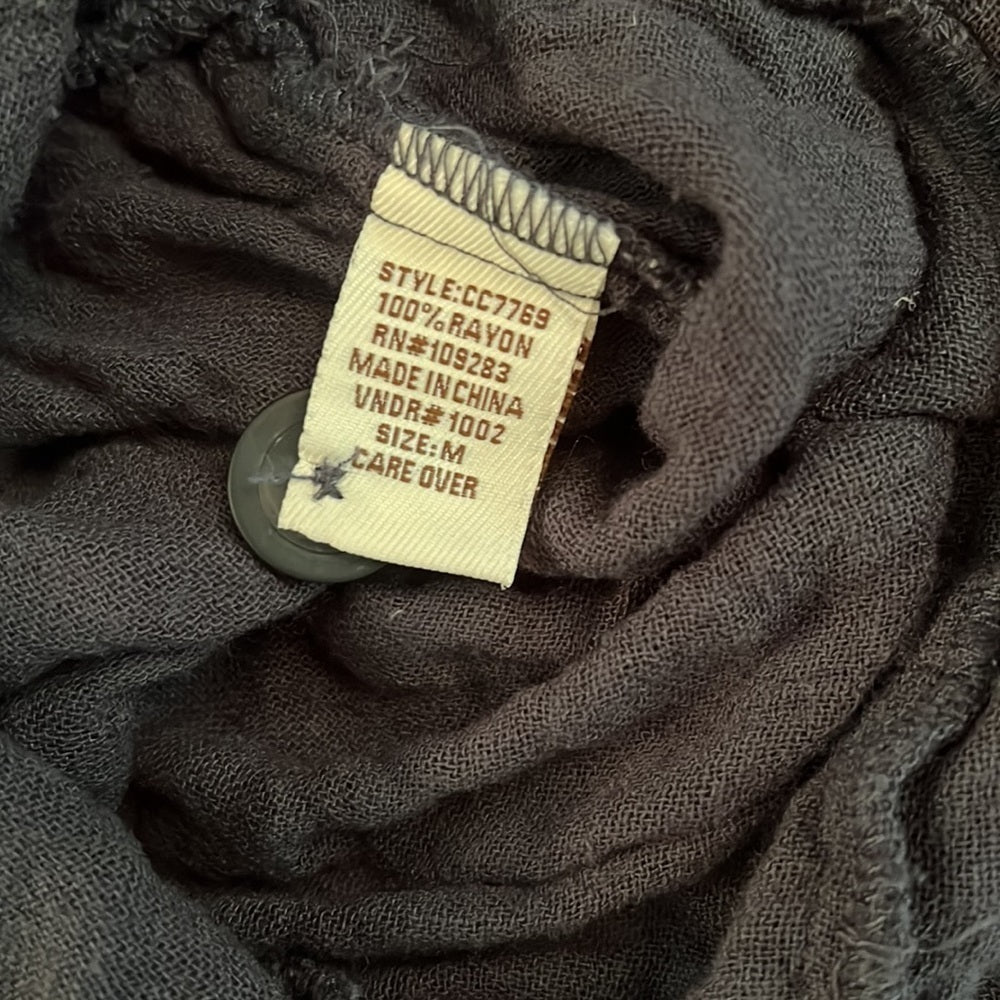 STYLE:CC7769
100%RAYON
RN#109283
MADE IN CHINA
VNDR#1002
SIZE:M
CARE OVER